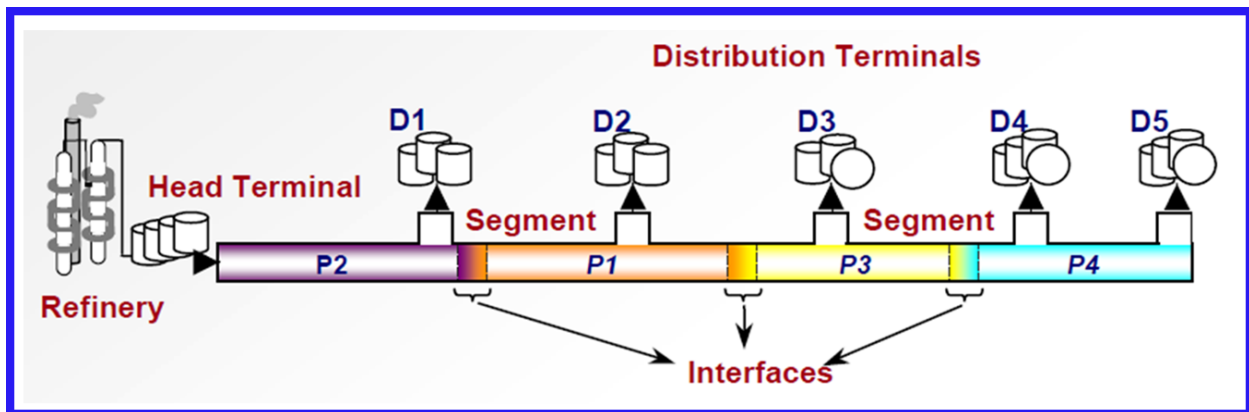 Distribution Terminals
D1 D2 D3 D4 D5
Head Terminal
Segment Segment
P2 P1 P3 P4
Refinery
Interfaces